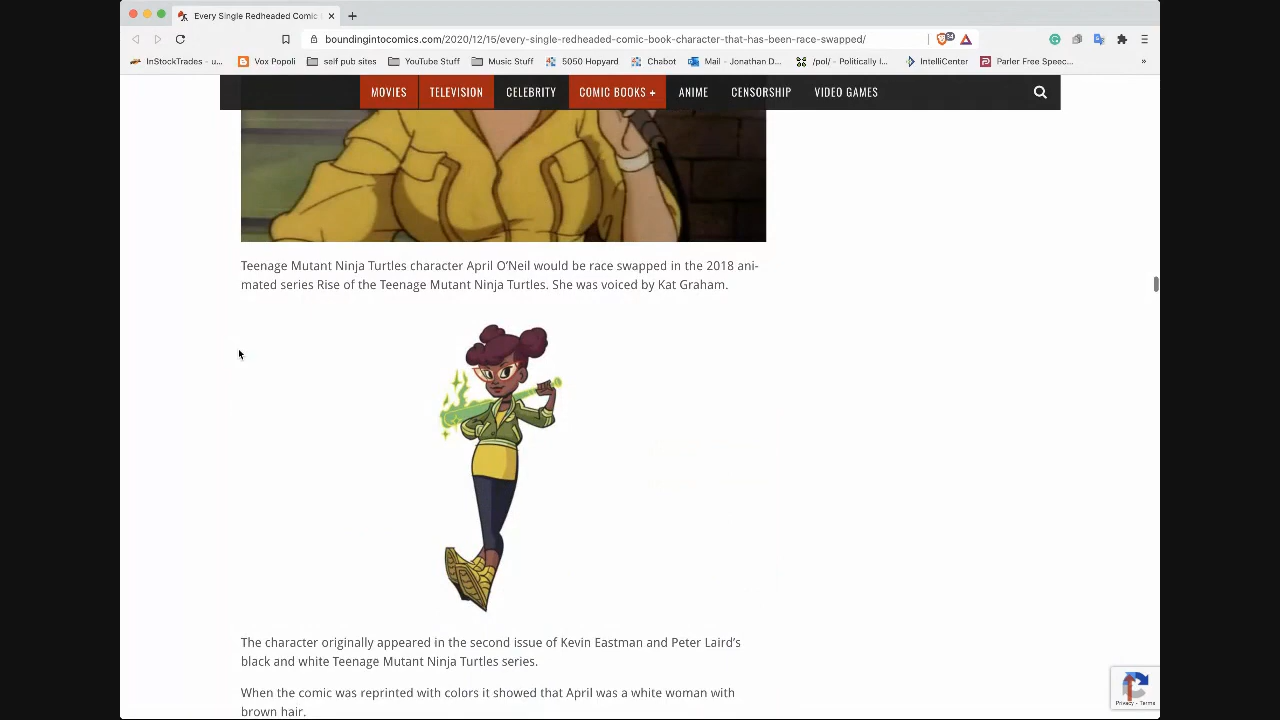 Every Single Redheaded Comic
boundingintocomics.com/2020/12/15/every-single-redheaded-comic-book-character-that-has-been-race-swapped/
InStockTrades - u... Vox Popoli self pub sites YouTube Stuff Music Stuff 5050 Hopyard Chabot Mail – Jonathan D... /pol/ - Politically I... IntelliCenter Parler Free Speec... »
MOVIES TELEVISION CELEBRITY COMIC BOOKS + ANIME CENSORSHIP VIDEO GAMES
Teenage Mutant Ninja Turtles character April O’Neil would be race swapped in the 2018 ani-
mated series Rise of the Teenage Mutant Ninja Turtles. She was voiced by Kat Graham.
The character originally appeared in the second issue of Kevin Eastman and Peter Laird’s
black and white Teenage Mutant Ninja Turtles series.
When the comic was reprinted with colors it showed that April was a white woman with
brown hair.
Privacy - Terms